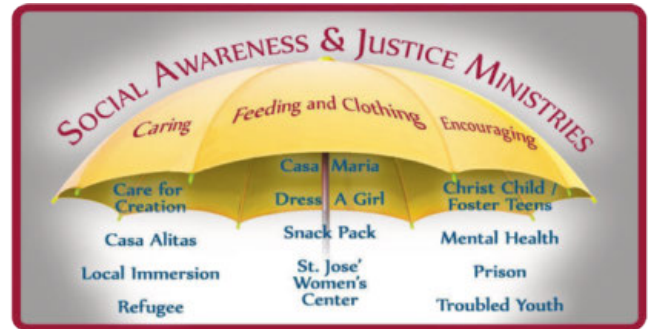 SOCIAL AWARENESS & JUSTICE MINISTRIES
Caring
Feeding and Clothing
Encouraging
Care for
Creation
Casa Alitas
Local Immersion
Refugee
Casa Maria
Dress A Girl
Snack Pack
St. Jose'
Women's
Center
Christ Child /
Foster Teens
Mental Health
Prison
Troubled Youth